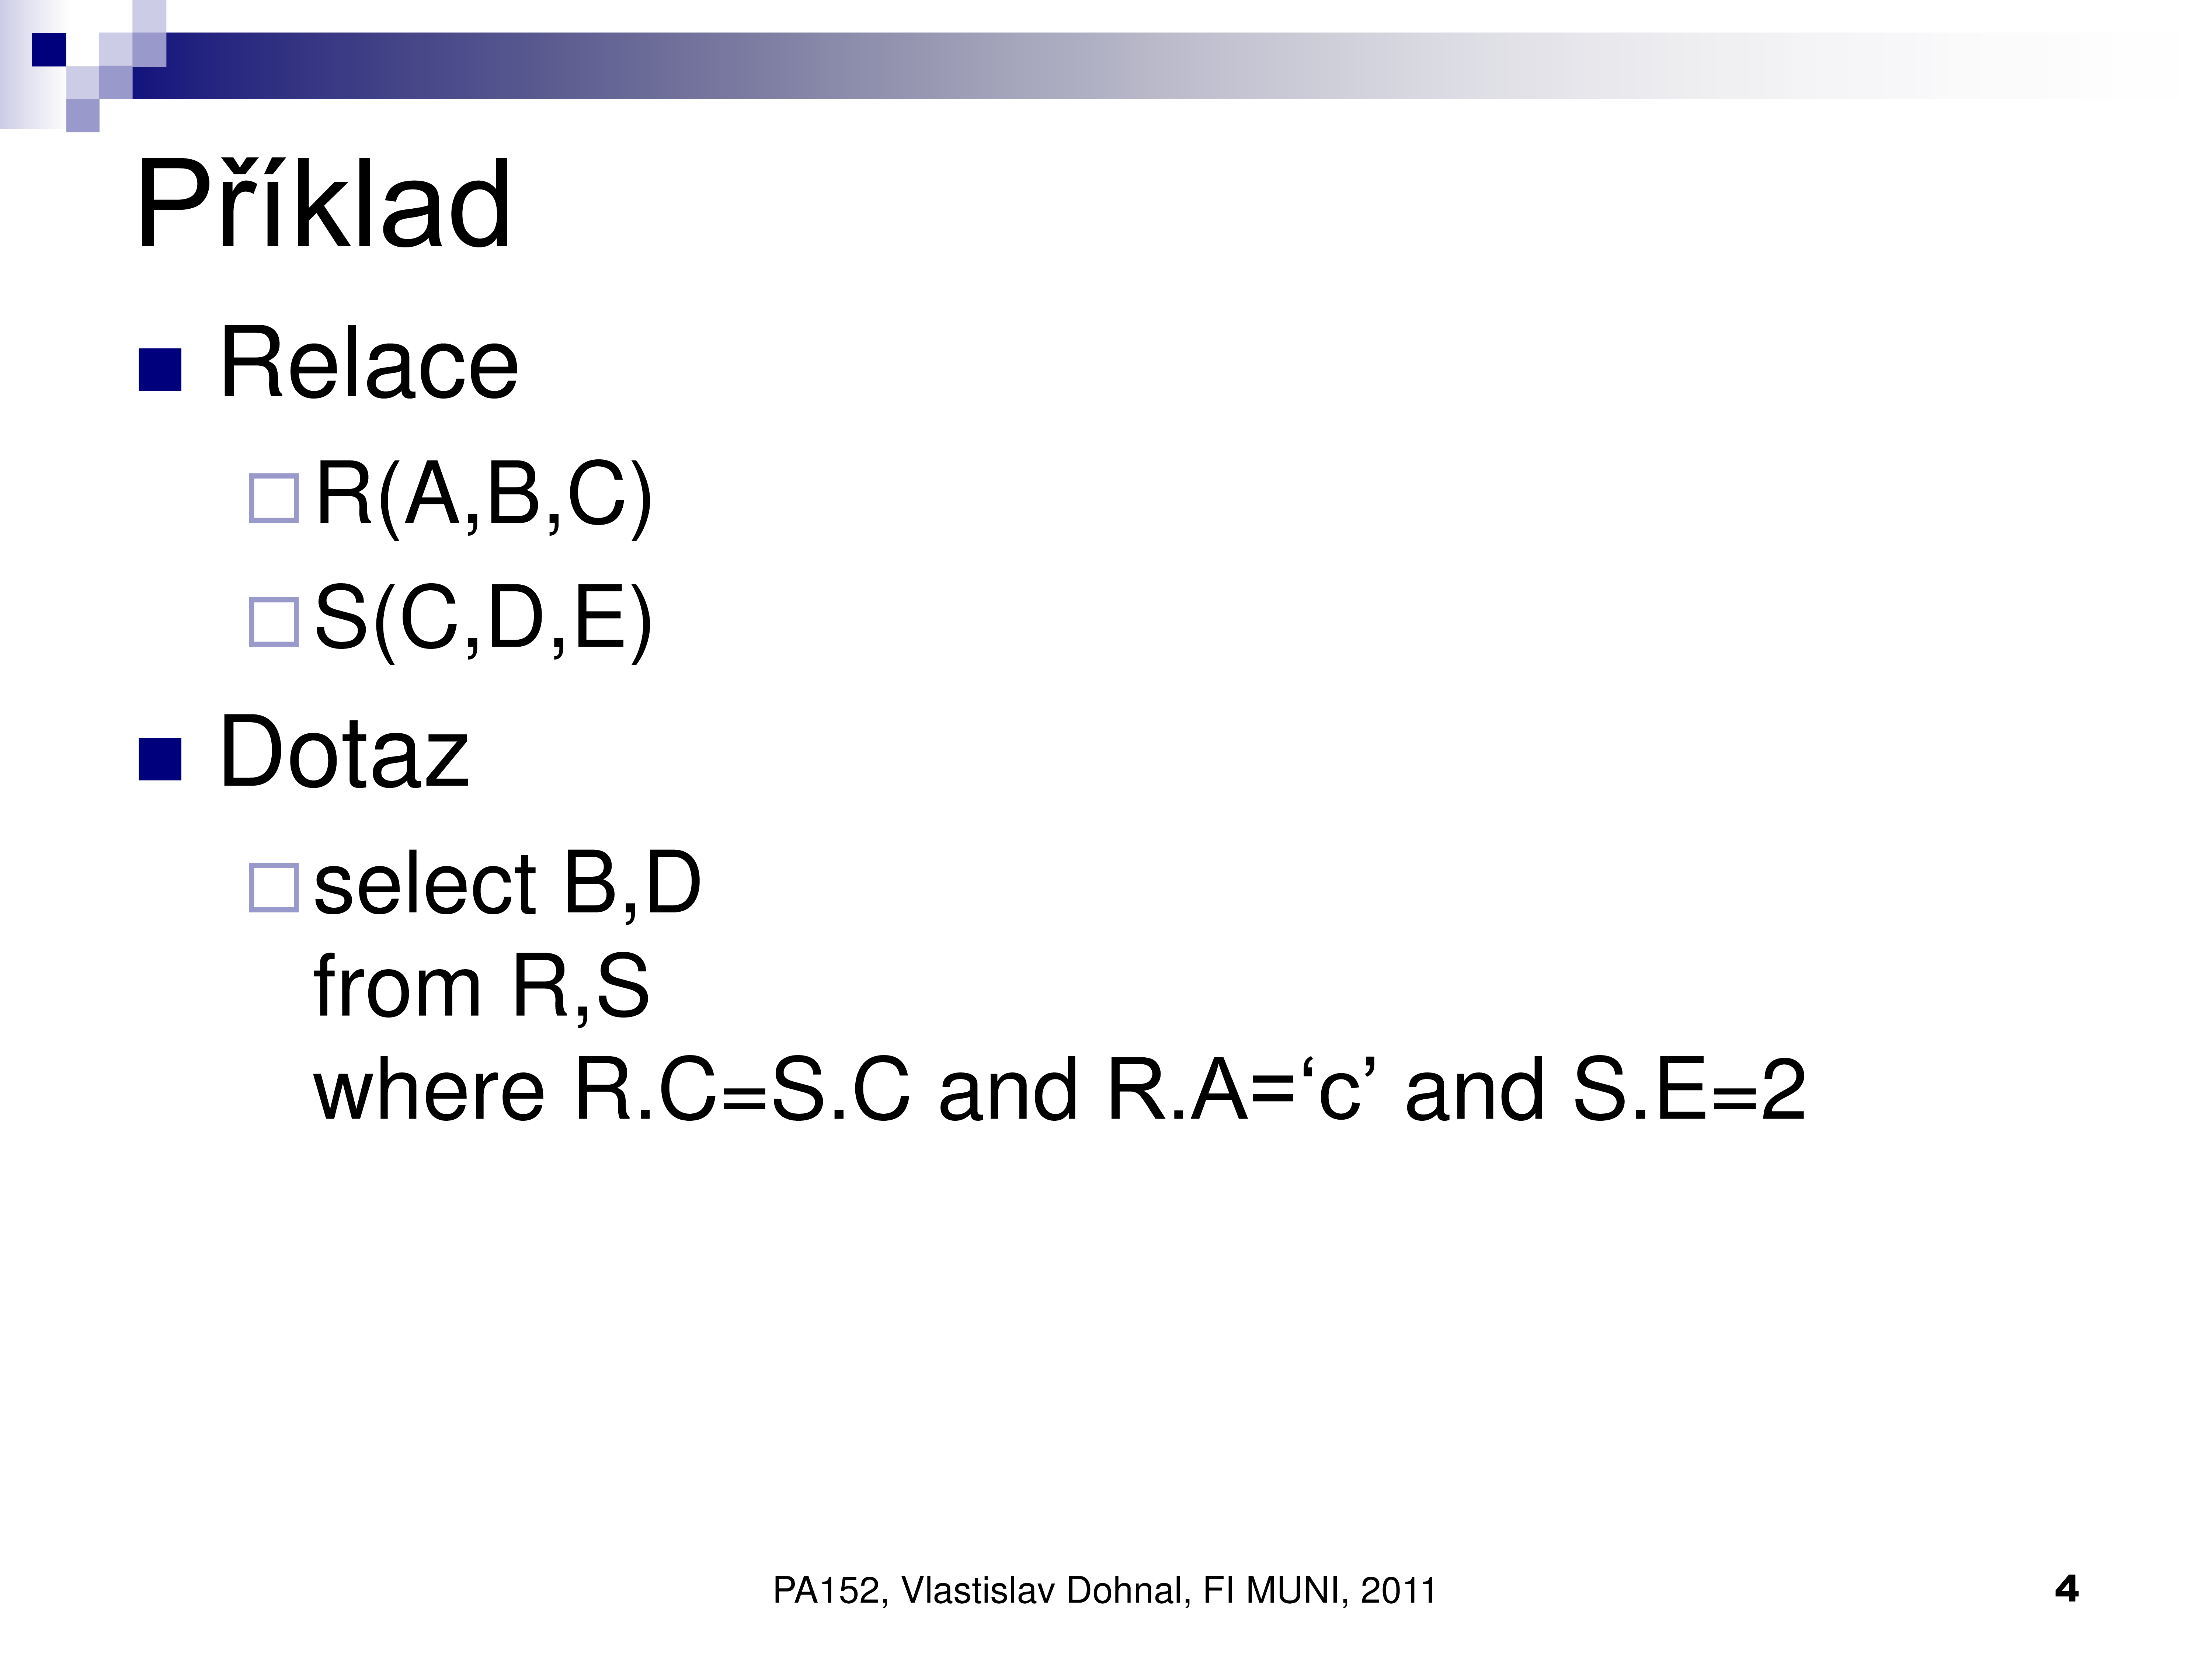 Příklad
Relace
R(A,B,C)
S(C,D,E)
Dotaz
select B,D
from R,S
where R.C=S.C and R.A=‘c’ and S.E=2
PA152, Vlastislav Dohnal, FI MUNI, 2011
4